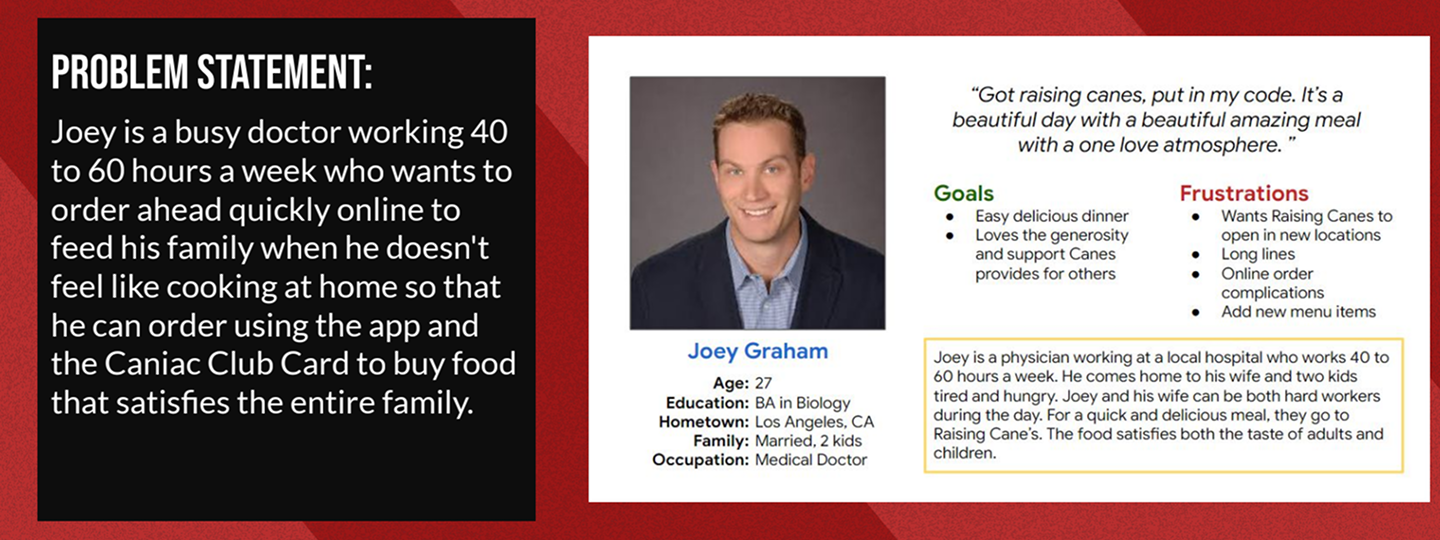 PROBLEM STATEMENT:
Joey is a busy doctor working 40
to 60 hours a week who wants to
order ahead quickly online to
feed his family when he doesn't
feel like cooking at home so that
he can order using the app and
the Caniac Club Card to buy food
that satisfies the entire family.
Joey Graham
Age: 27
Education: BA in Biology
Hometown: Los Angeles, CA
Family: Married, 2 kids
Occupation: Medical Doctor
“Got raising canes, put in my code. It’s a
beautiful day with a beautiful amazing meal
with a one love atmosphere. ”
Goals
● Easy delicious dinner
● Loves the generosity
and support Canes
provides for others
Frustrations
● Wants Raising Canes to
open in new locations
● Long lines
● Online order
complications
● Add new menu items
Joey is a physician working at a local hospital who works 40 to
60 hours a week. He comes home to his wife and two kids
tired and hungry. Joey and his wife can be both hard workers
during the day. For a quick and delicious meal, they go to
Raising Cane’s. The food satisfies both the taste of adults and
children.